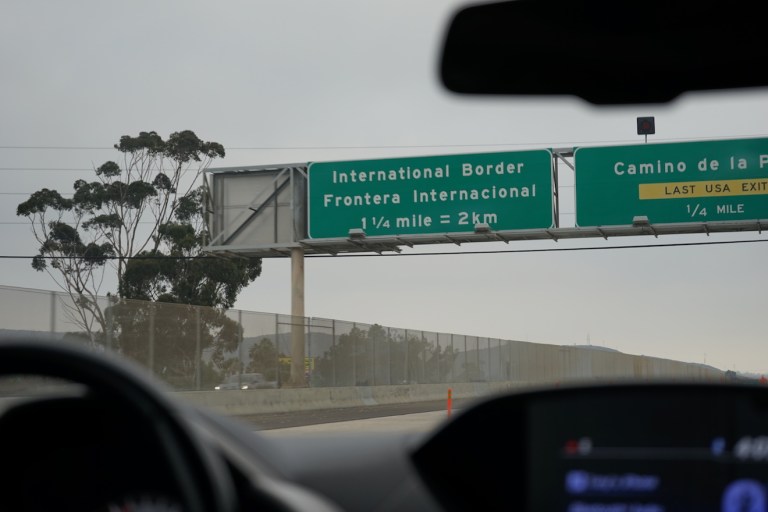 International Border
Frontera Internacional
1 1/4 mile = 2km
Camino de la P
LAST USA EXIT
1/4 MILE